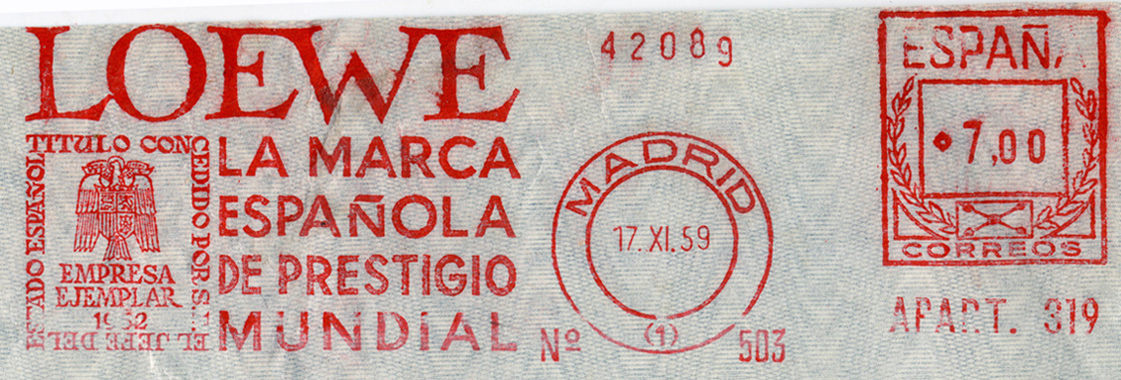 LOEWE
TITULO CONCEDIDO POR S.E. EL JEFE DEL ESTADO ESPAÑOL
EMPRESA
EJEMPLAR
1952
LA MARCA
ESPAÑOLA
DE PRESTIGIO
MUNDIAL
42089
MADRID
17. XI. 59
(1)
Nº 503
ESPAÑA
7,00
CORREOS
APART. 319